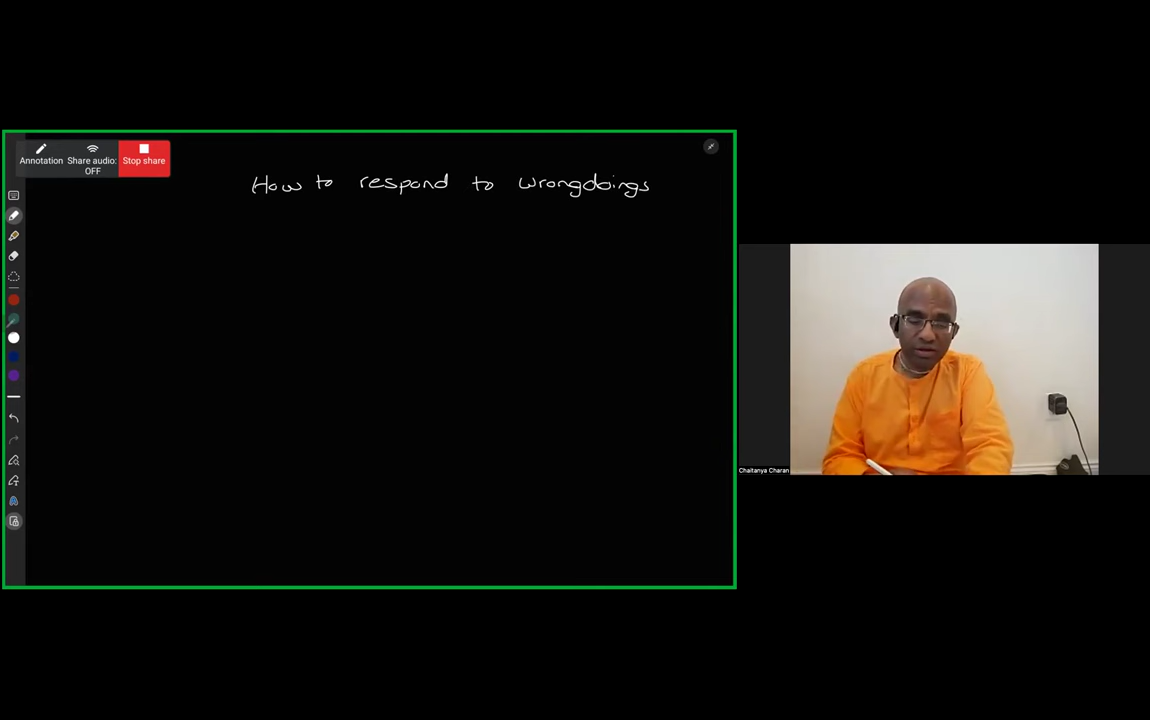 Annotation
Share audio:
OFF
Stop share
How to respond to wrongdoings
Chaitanya Charan